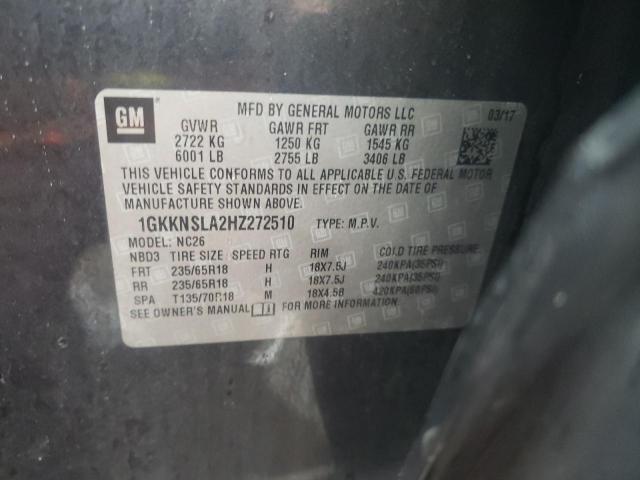 GM
MFD BY GENERAL MOTORS LLC 03/17
GVWR GAWR FRT GAWR RR
2722 KG 1250 KG 1545 KG
6001 LB 2755 LB 3406 LB
THIS VEHICLE CONFORMS TO ALL APPLICABLE U.S. FEDERAL MOTOR
VEHICLE SAFETY STANDARDS IN EFFECT ON THE DATE OF
MANUFACTURE SHOWN ABOVE.
1GKKNSLA2HZ272510 TYPE: M.P.V.
MODEL: NC26
NBD3 TIRE SIZE SPEED RTG RIM COLD TIRE PRESSURE
FRT 235/65R18 H 18X7.5J 240KPA(35PSI)
RR 235/65R18 H 18X7.5J 240KPA(35PSI)
SPA T135/70R18 M 18X4.5B 420KPA(60PSI)
SEE OWNER'S MANUAL FOR MORE INFORMATION.